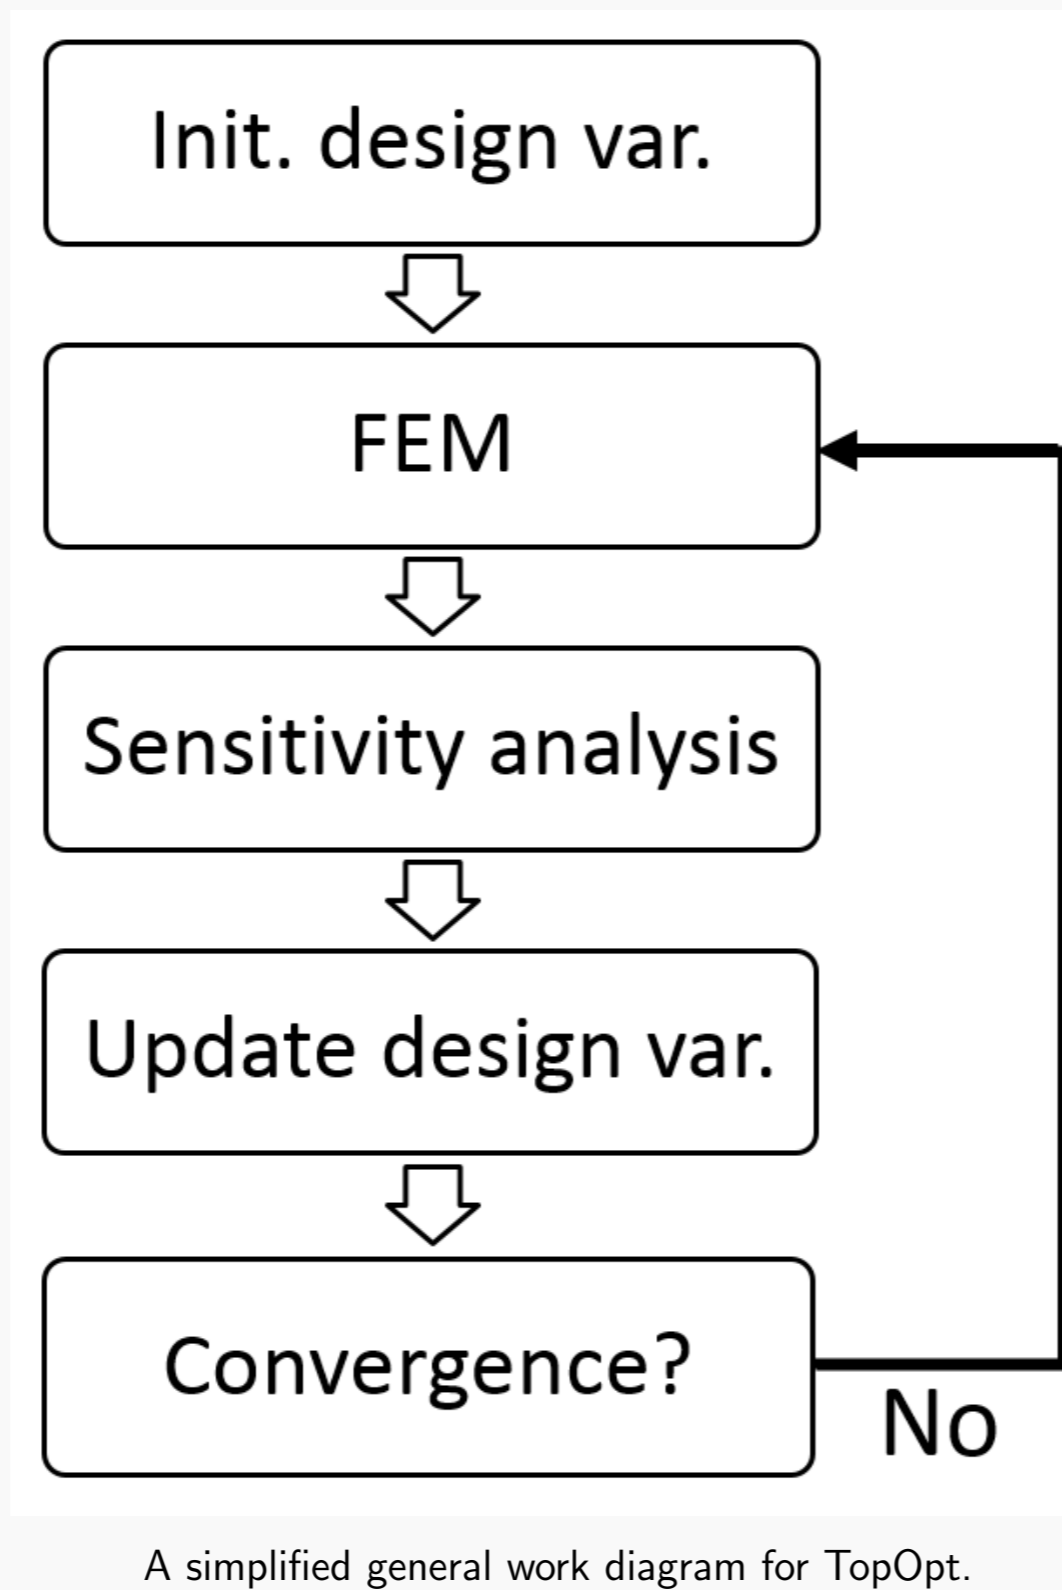 Init. design var.
FEM
Sensitivity analysis
Update design var.
Convergence?
No
A simplified general work diagram for TopOpt.